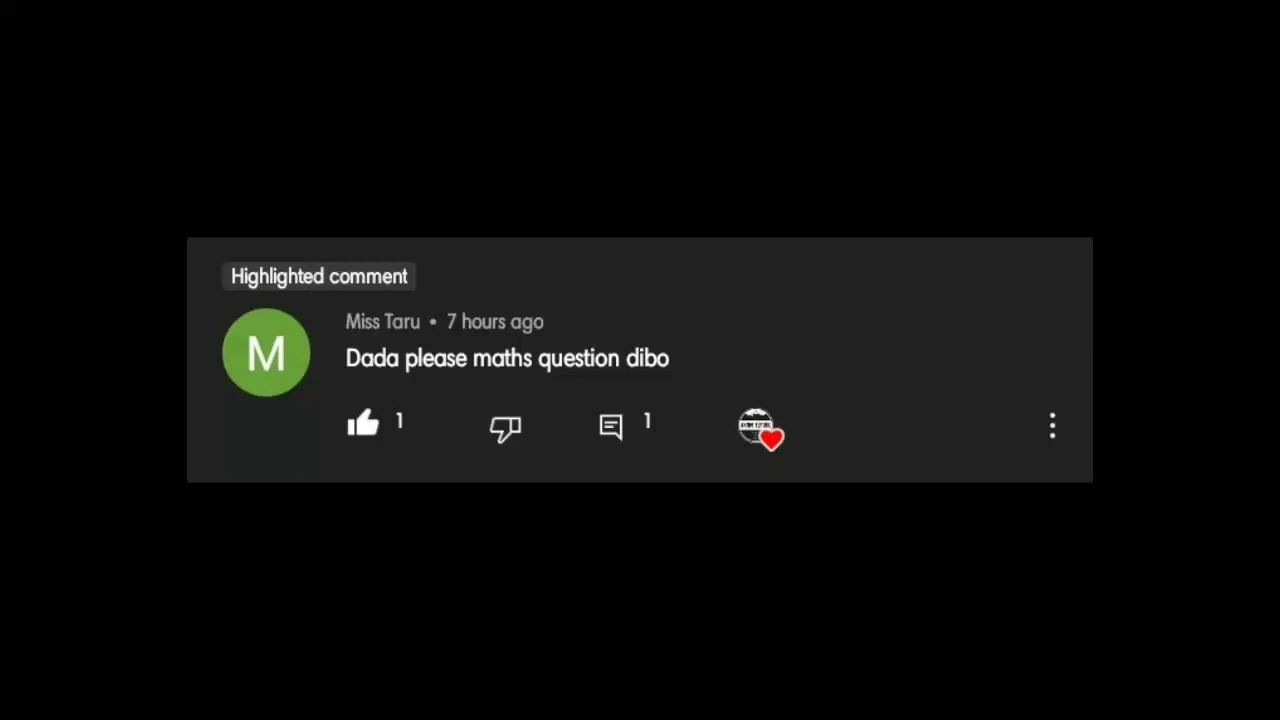 Highlighted comment
M
Miss Taru • 7 hours ago
Dada please maths question dibo
1 1